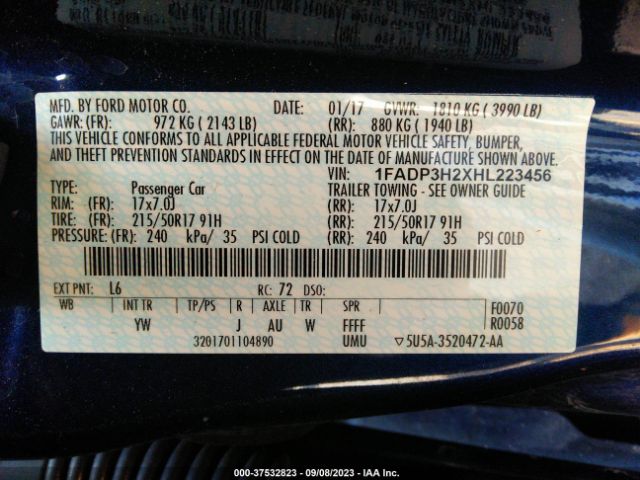 MFD. BY FORD MOTOR CO. DATE: 01/17 GVWR: 1810 KG ( 3990 LB)
GAWR: (FR): 972 KG ( 2143 LB) (RR): 880 KG ( 1940 LB)
THIS VEHICLE CONFORMS TO ALL APPLICABLE FEDERAL MOTOR VEHICLE SAFETY, BUMPER,
AND THEFT PREVENTION STANDARDS IN EFFECT ON THE DATE OF MANUFACTURE SHOWN ABOVE.
VIN: 1FADP3H2XHL223456
TYPE: Passenger Car TRAILER TOWING - SEE OWNER GUIDE
RIM: (FR): 17x7.0J (RR): 17x7.0J
TIRE: (FR): 215/50R17 91H (RR): 215/50R17 91H
PRESSURE: (FR): 240 kPa/ 35 PSI COLD (RR): 240 kPa/ 35 PSI COLD
EXT PNT: L6 RC: 72 DSO:
WB INT TR TP/PS R AXLE TR SPR F0070
YW J AU W FFFF R0058
3201701104890 UMU ▽5U5A-3520472-AA
000-37532823 - 09/08/2023 - IAA Inc.